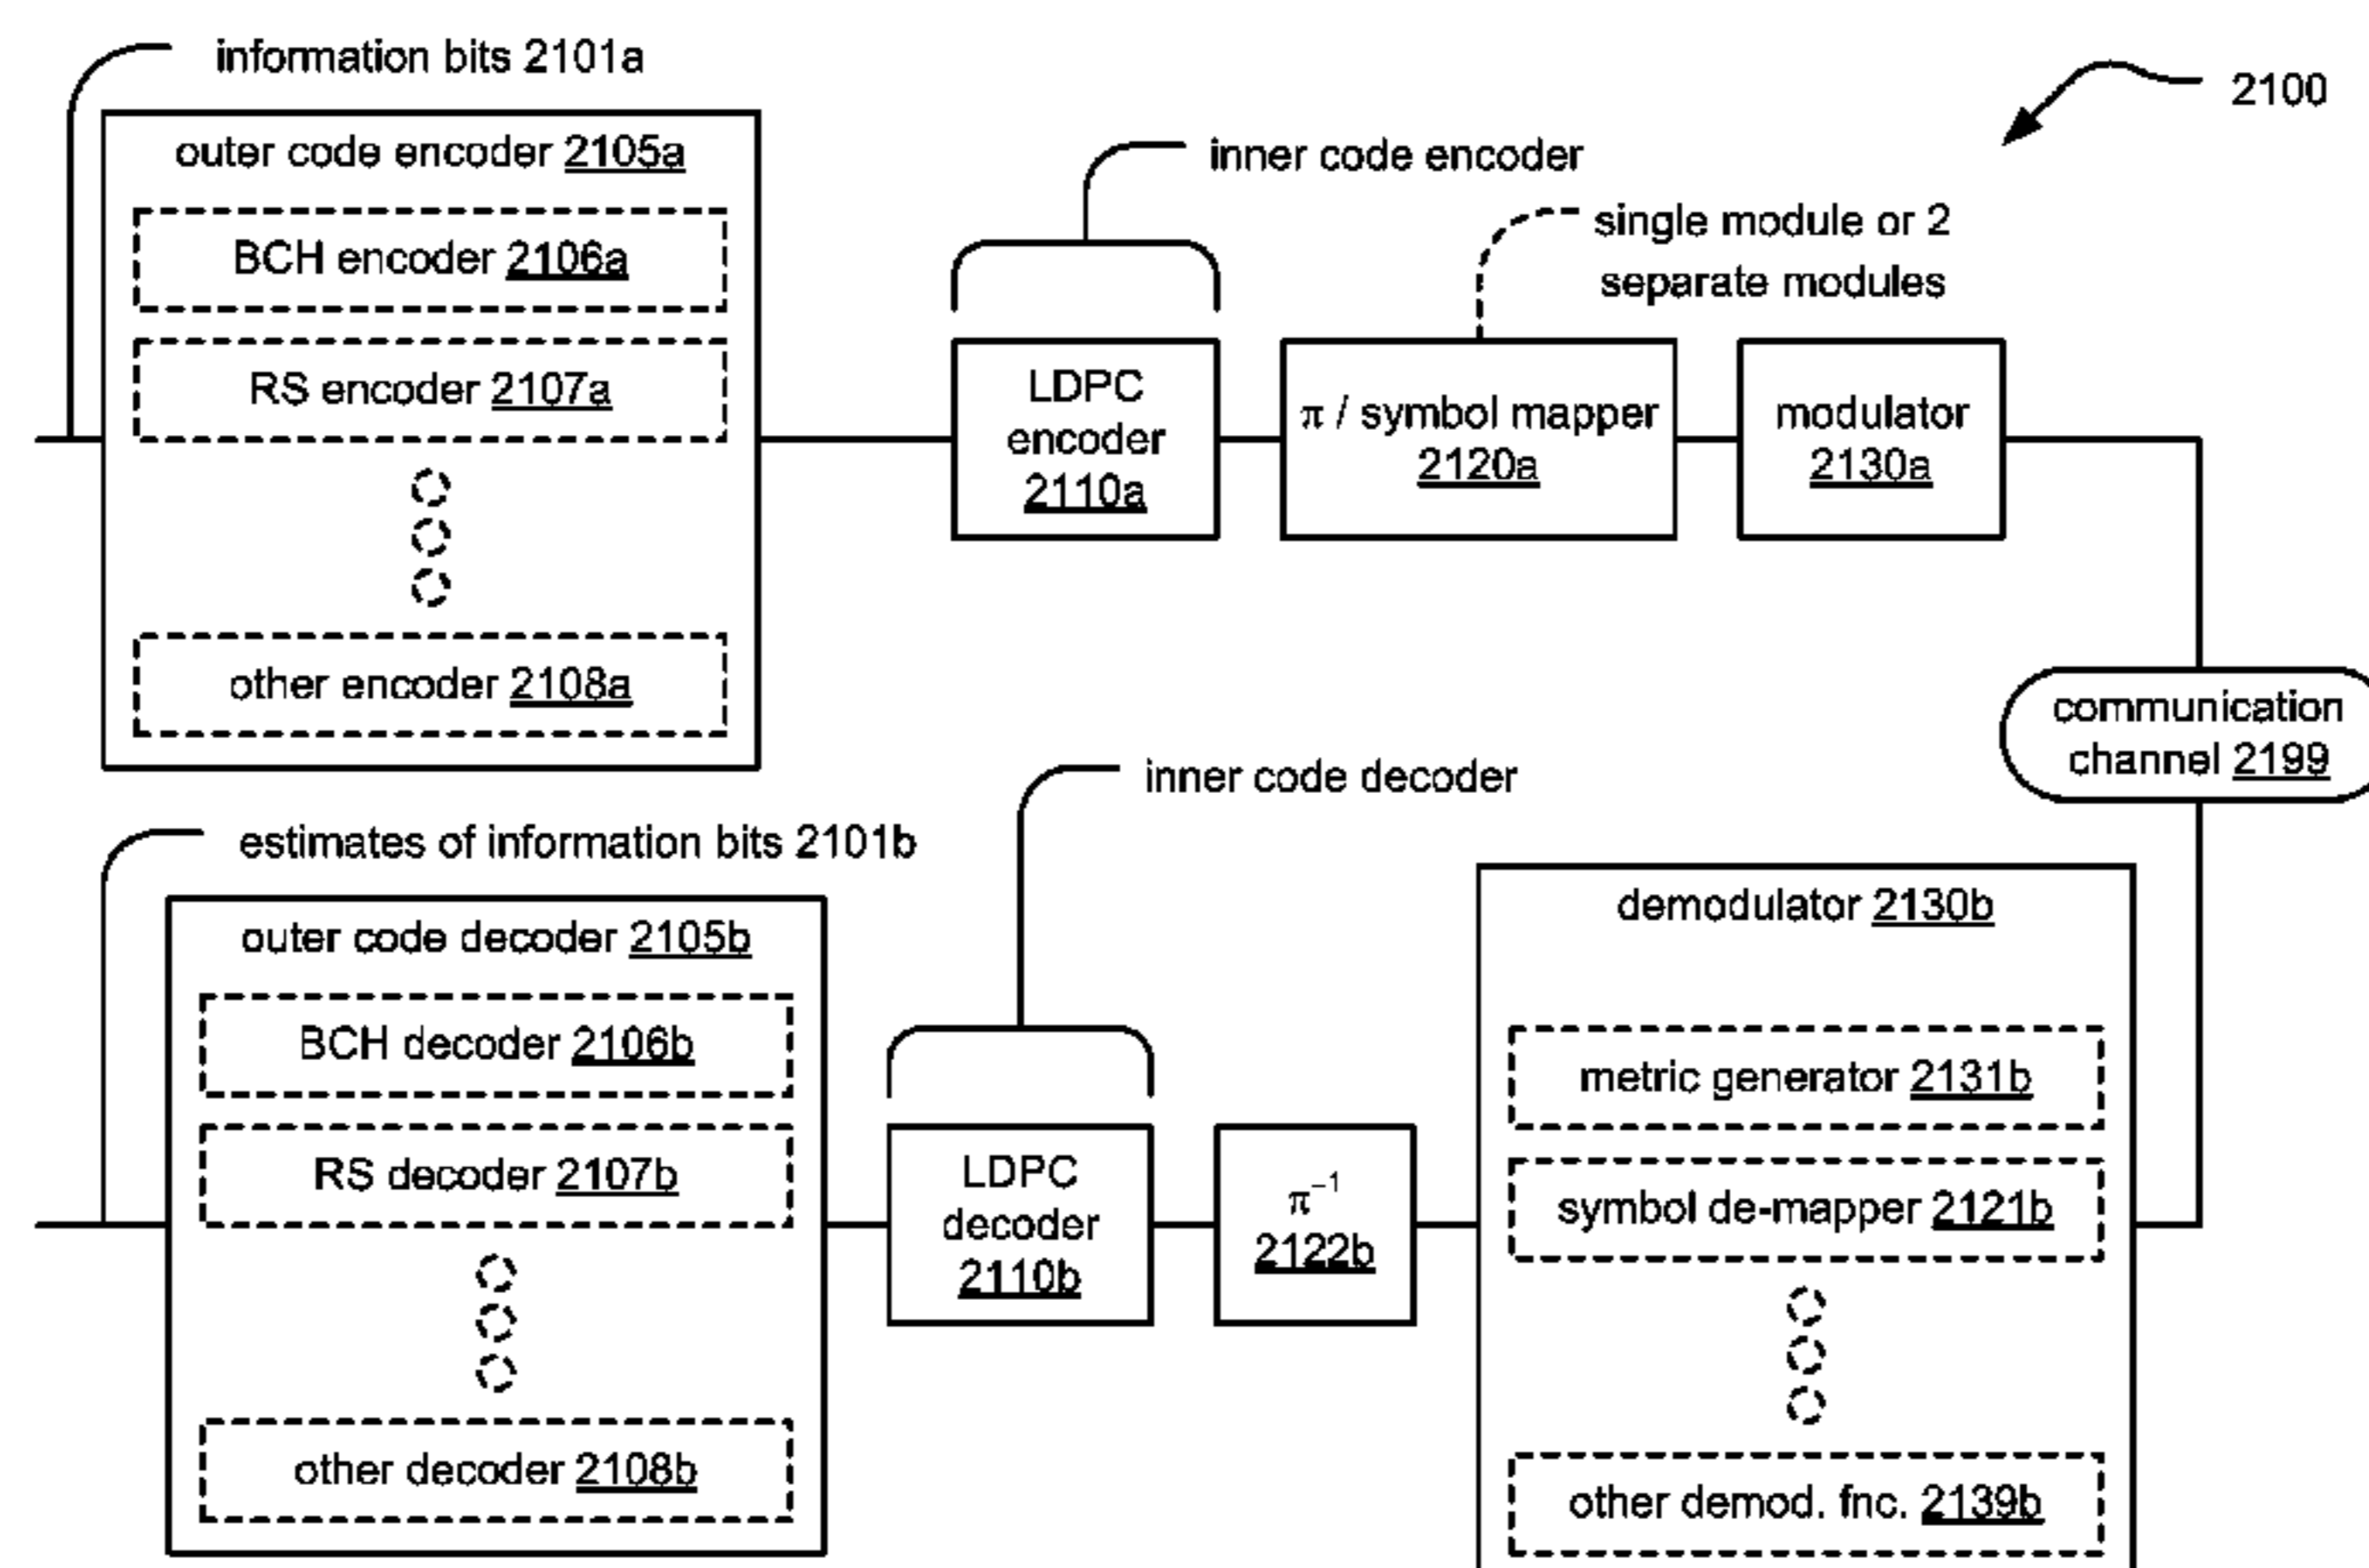 information bits 2101a
2100
outer code encoder 2105a
BCH encoder 2106a
RS encoder 2107a
other encoder 2108a
inner code encoder
single module or 2
separate modules
LDPC
encoder
2110a
π / symbol mapper
2120a
modulator
2130a
communication
channel 2199
estimates of information bits 2101b
outer code decoder 2105b
BCH decoder 2106b
RS decoder 2107b
other decoder 2108b
inner code decoder
LDPC
decoder
2110b
π⁻¹
2122b
demodulator 2130b
metric generator 2131b
symbol de-mapper 2121b
other demod. fnc. 2139b